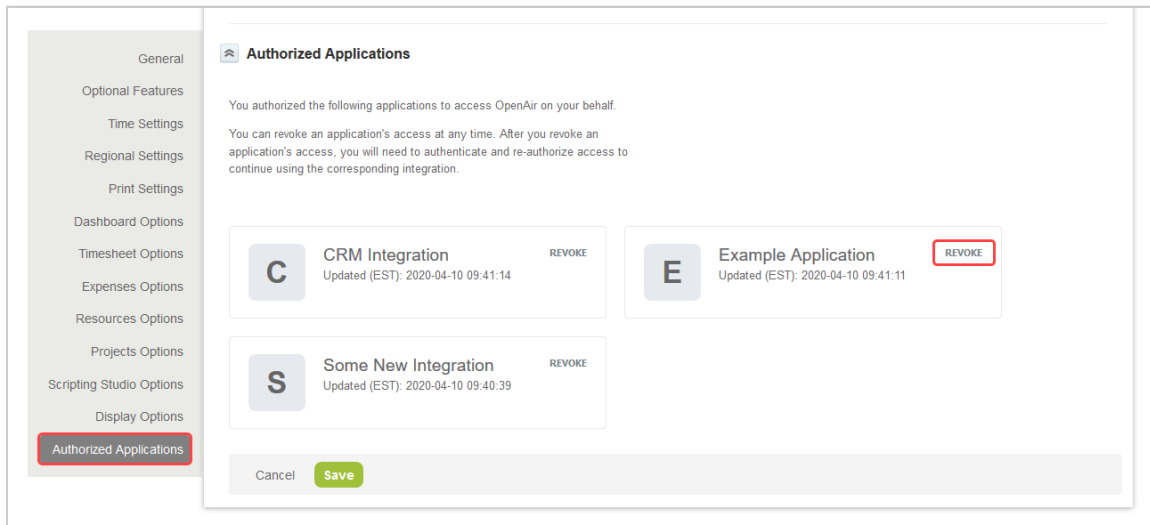 General
Optional Features
Time Settings
Regional Settings
Print Settings
Dashboard Options
Timesheet Options
Expenses Options
Resources Options
Projects Options
Scripting Studio Options
Display Options
Authorized Applications
Authorized Applications
You authorized the following applications to access OpenAir on your behalf.
You can revoke an application's access at any time. After you revoke an
application's access, you will need to authenticate and re-authorize access to
continue using the corresponding integration.
C
CRM Integration
REVOKE
Updated (EST): 2020-04-10 09:41:14
E
Example Application
REVOKE
Updated (EST): 2020-04-10 09:41:11
S
Some New Integration
REVOKE
Updated (EST): 2020-04-10 09:40:39
Cancel
Save